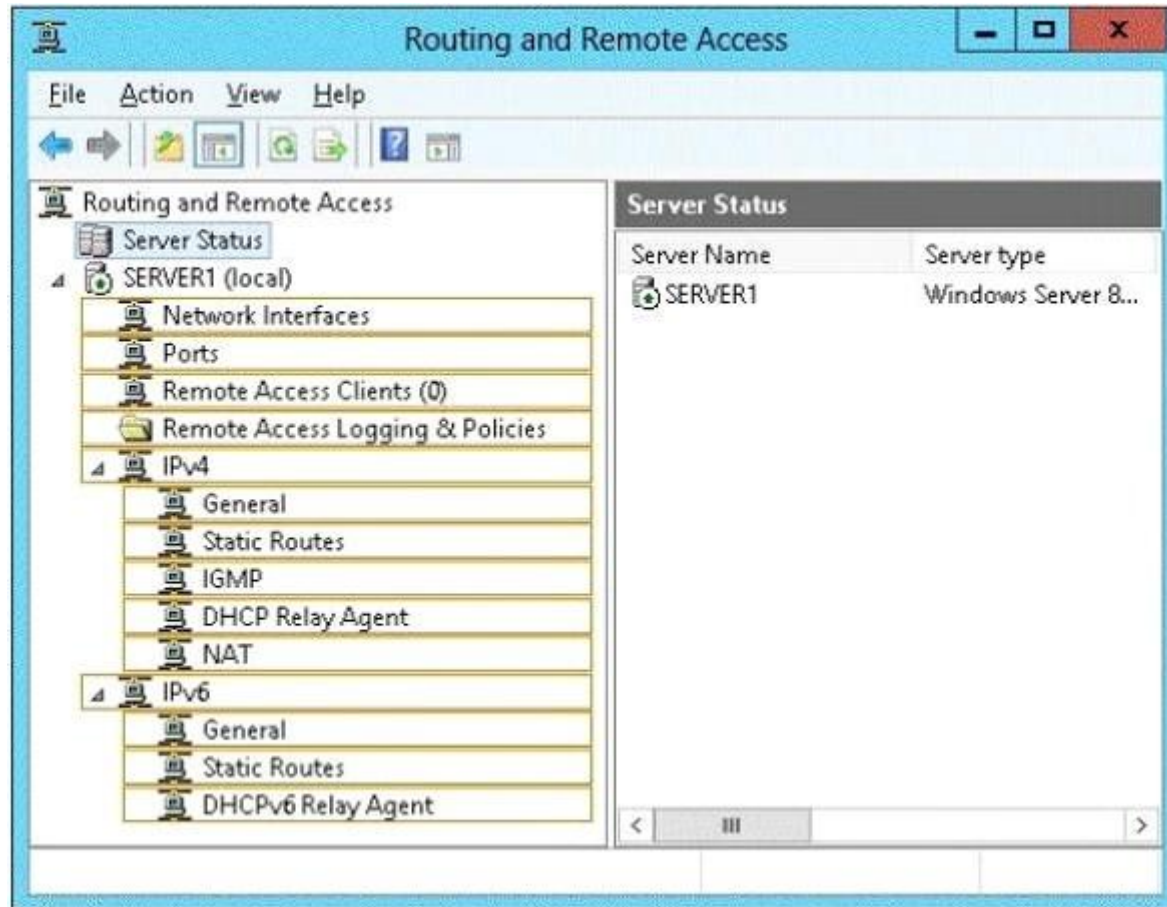 Routing and Remote Access
File Action View Help
Routing and Remote Access
Server Status
SERVER1 (local)
Network Interfaces
Ports
Remote Access Clients (0)
Remote Access Logging & Policies
IPv4
General
Static Routes
IGMP
DHCP Relay Agent
NAT
IPv6
General
Static Routes
DHCPv6 Relay Agent
Server Status
Server Name Server type
SERVER1 Windows Server 8...